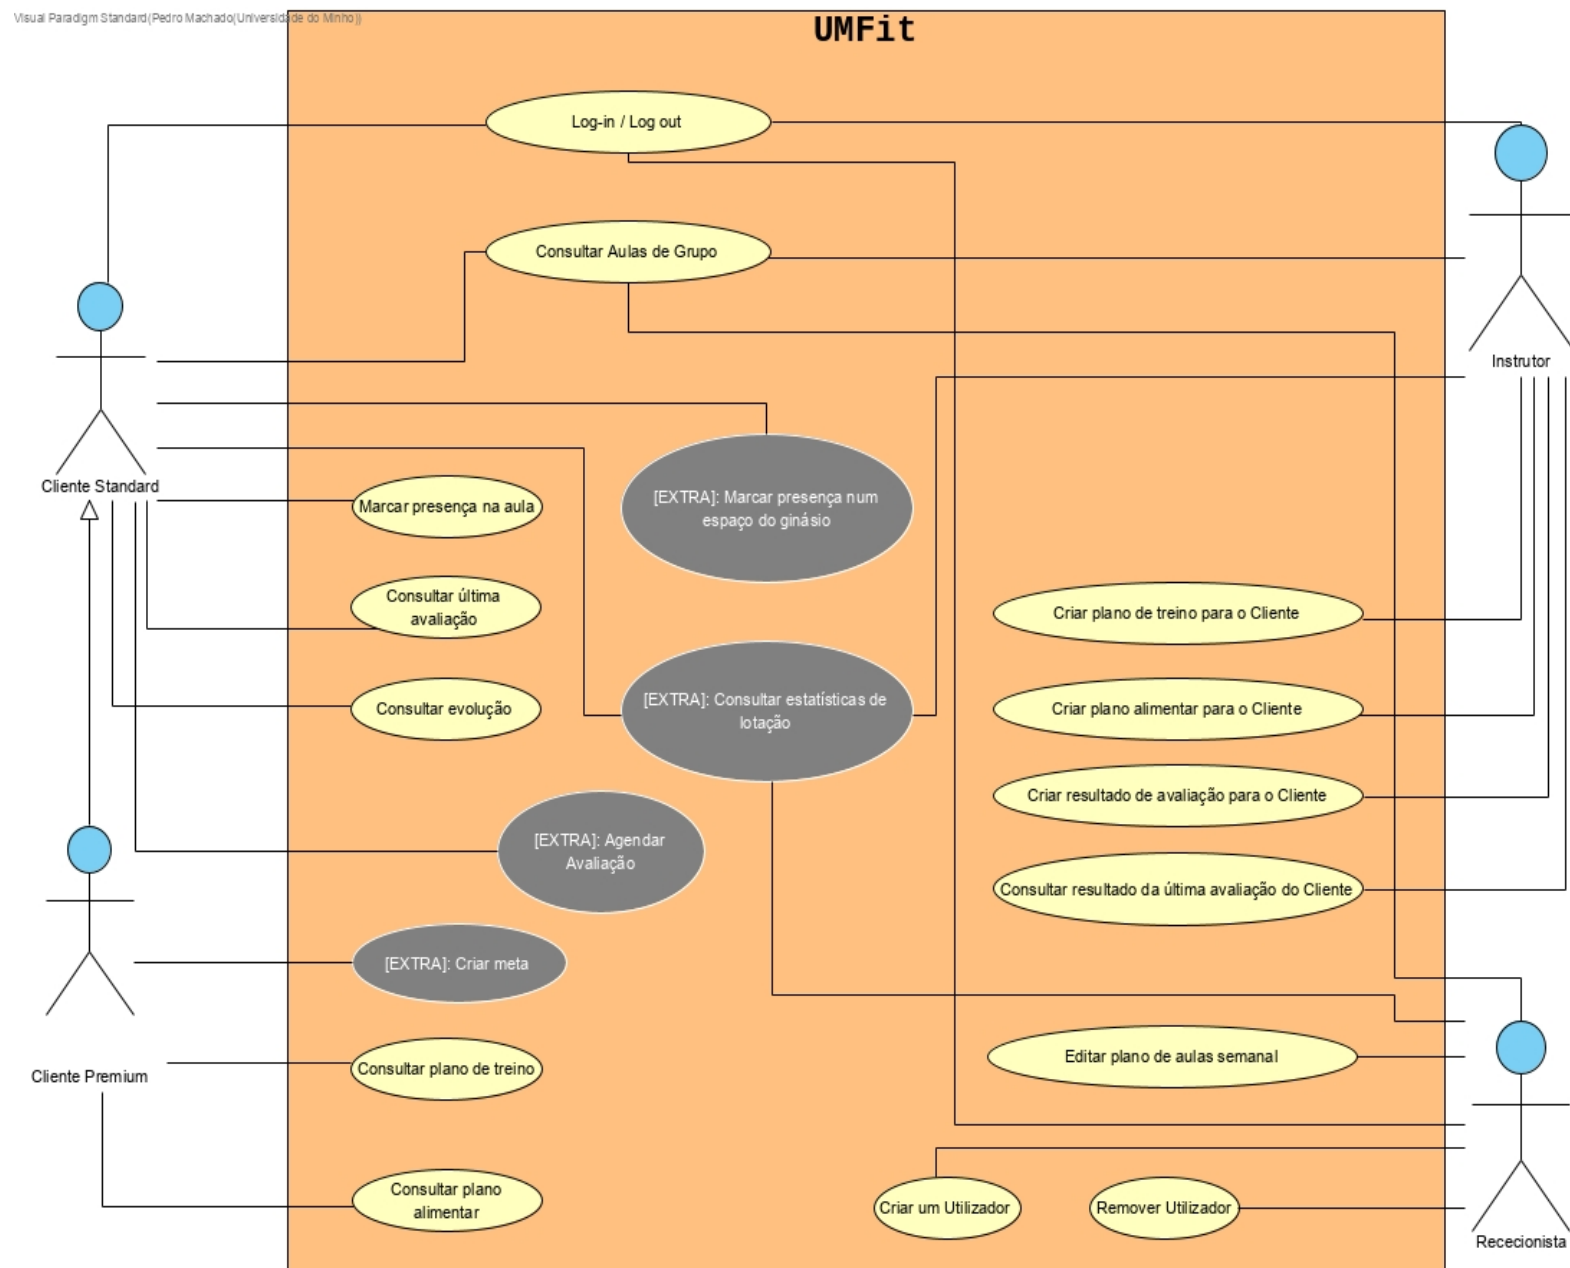 Visual Paradigm Standard(Pedro Machado(Universidade do Minho))
UMFit
Log-in / Log out
Consultar Aulas de Grupo
Instrutor
Cliente Standard
[EXTRA]: Marcar presença num
espaço do ginásio
Marcar presença na aula
Consultar última
avaliação
Criar plano de treino para o Cliente
[EXTRA]: Consultar estatísticas de
lotação
Consultar evolução
Criar plano alimentar para o Cliente
Criar resultado de avaliação para o Cliente
[EXTRA]: Agendar
Avaliação
Consultar resultado da última avaliação do Cliente
[EXTRA]: Criar meta
Editar plano de aulas semanal
Consultar plano de treino
Cliente Premium
Consultar plano
alimentar
Criar um Utilizador
Remover Utilizador
Rececionista